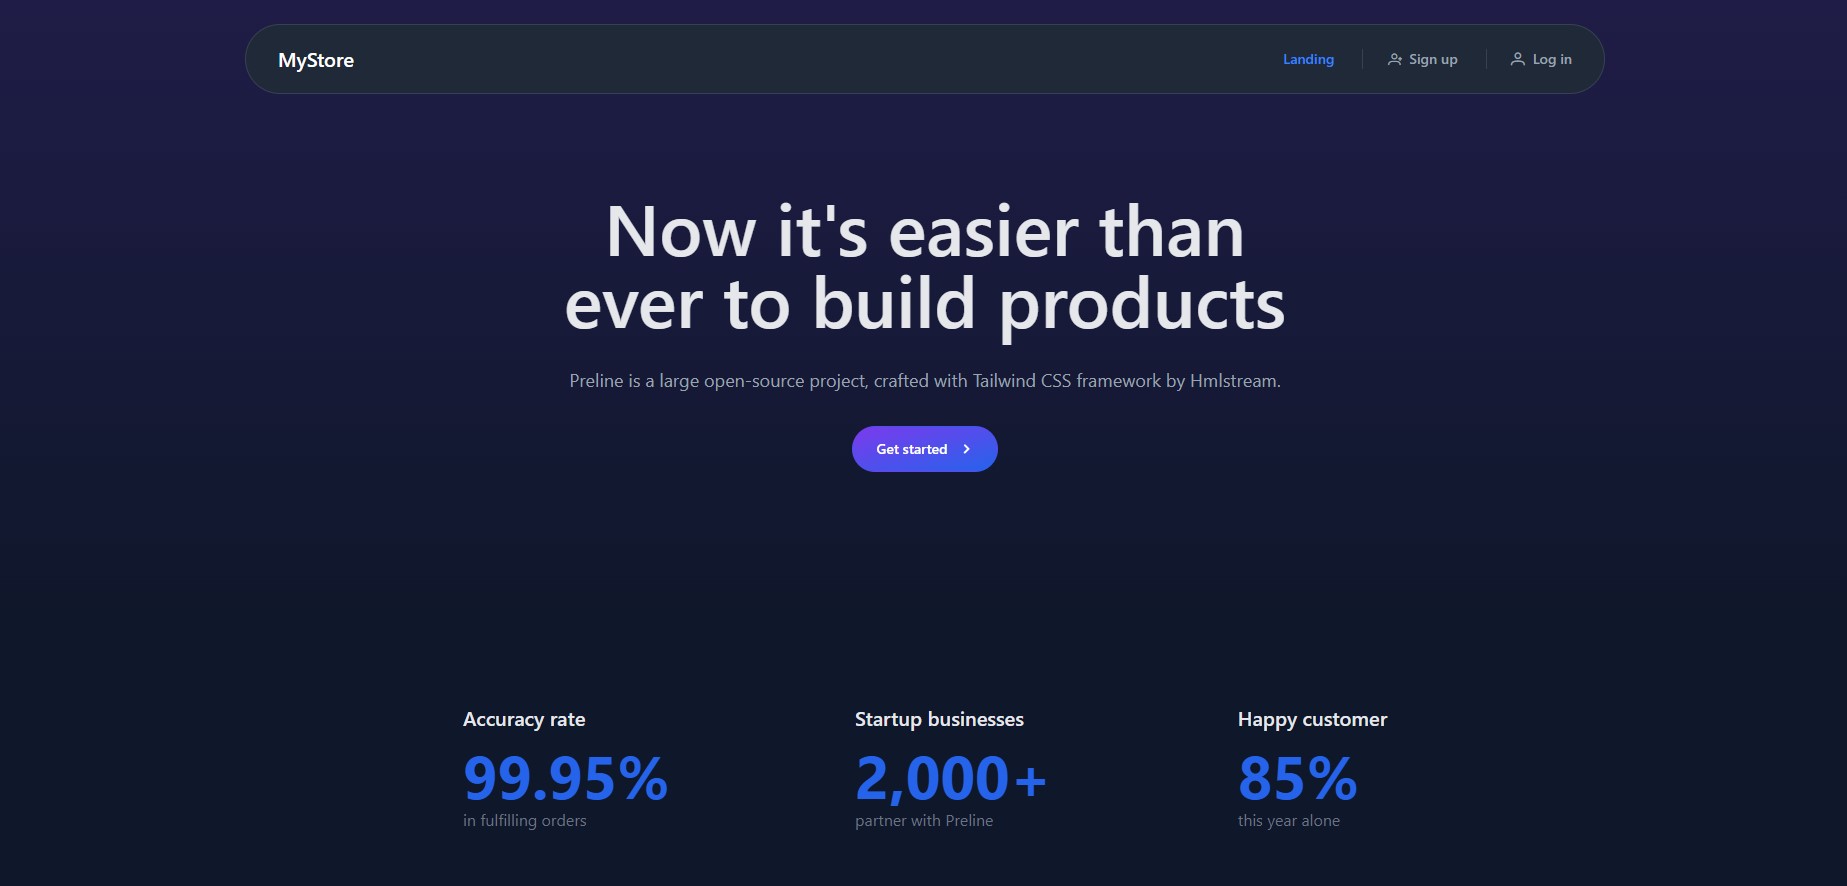 MyStore
Landing
Sign up
Log in
Now it's easier than
ever to build products
Preline is a large open-source project, crafted with Tailwind CSS framework by Hmlstream.
Get started
Accuracy rate
99.95%
in fulfilling orders
Startup businesses
2,000+
partner with Preline
Happy customer
85%
this year alone